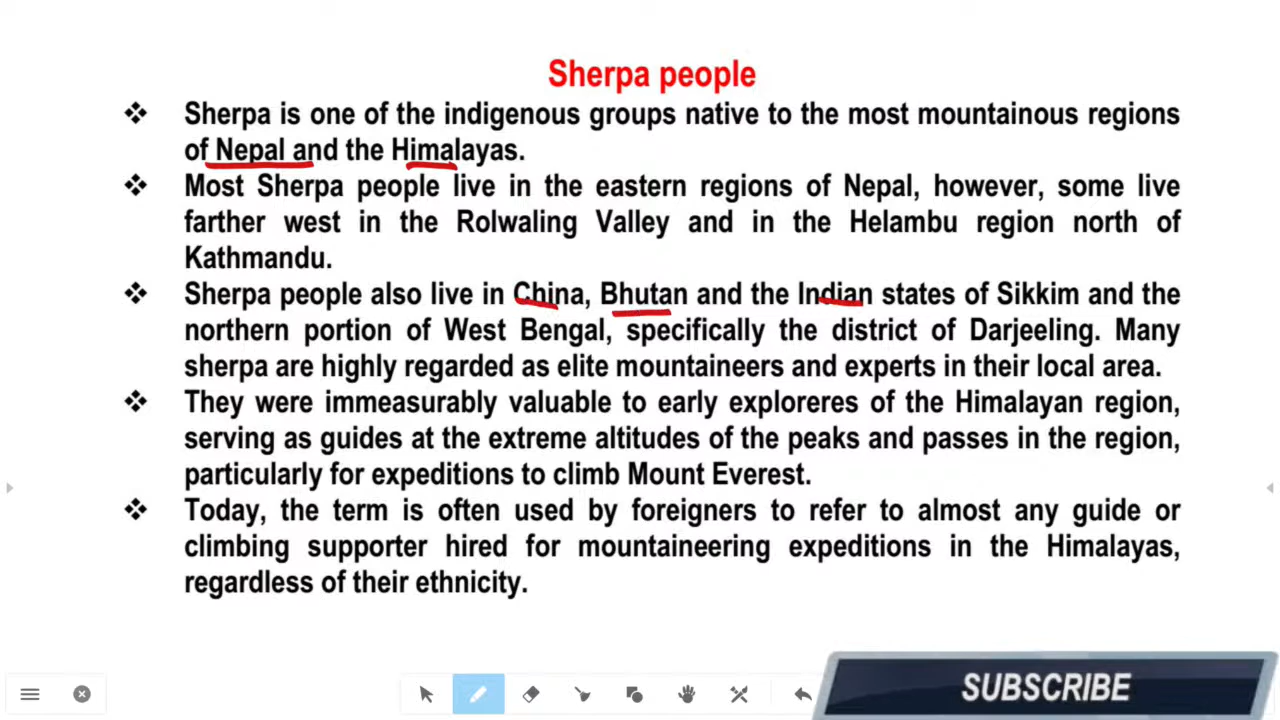 Sherpa people
❖ Sherpa is one of the indigenous groups native to the most mountainous regions
of Nepal and the Himalayas.
❖ Most Sherpa people live in the eastern regions of Nepal, however, some live
farther west in the Rolwaling Valley and in the Helambu region north of
Kathmandu.
❖ Sherpa people also live in China, Bhutan and the Indian states of Sikkim and the
northern portion of West Bengal, specifically the district of Darjeeling. Many
sherpa are highly regarded as elite mountaineers and experts in their local area.
❖ They were immeasurably valuable to early exploreres of the Himalayan region,
serving as guides at the extreme altitudes of the peaks and passes in the region,
particularly for expeditions to climb Mount Everest.
❖ Today, the term is often used by foreigners to refer to almost any guide or
climbing supporter hired for mountaineering expeditions in the Himalayas,
regardless of their ethnicity.
SUBSCRIBE